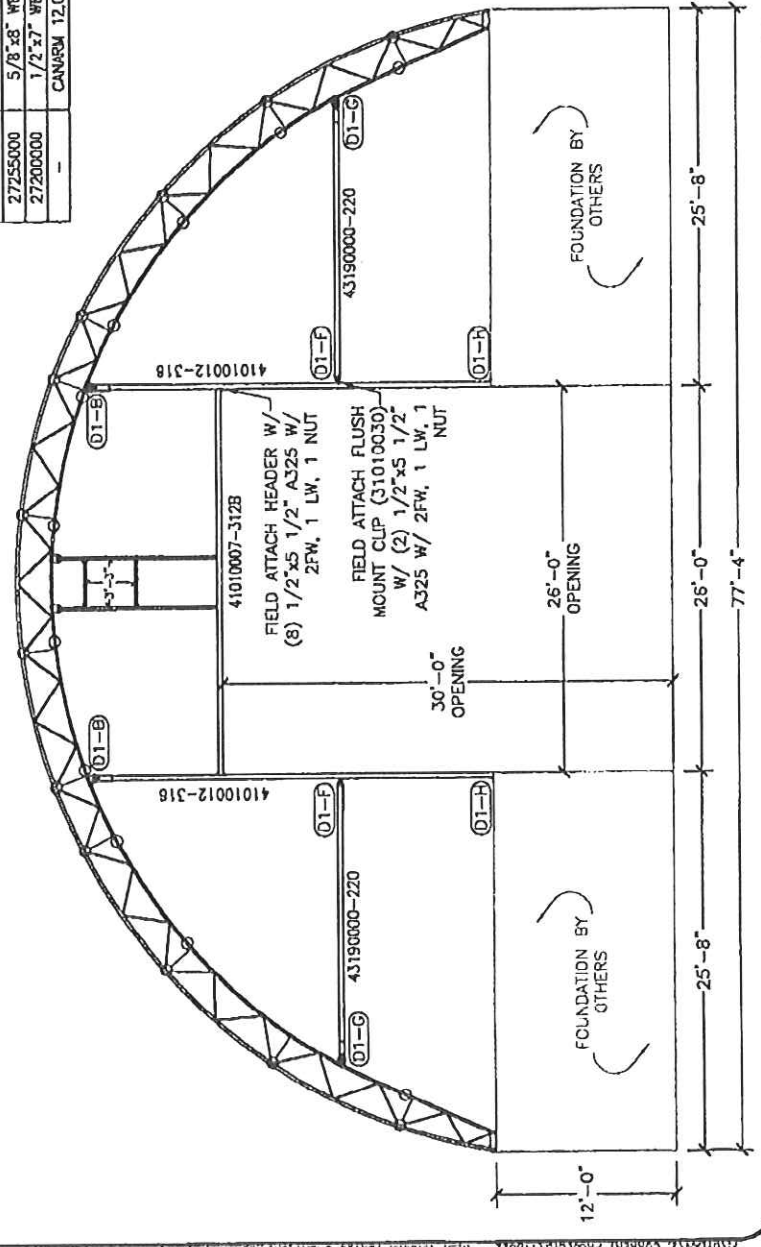 27255000 5/8"x8" WE
27200000 1/2"x7" WE
- CANARM 12,0
D1-B
D1-B
3'-3"
41010012-316
41010012-318
41010007-312B
FIELD ATTACH HEADER W/
(8) 1/2"x5 1/2" A325 W/
2FW, 1 LW, 1 NUT
D1-G
43190000-220
D1-F
D1-F
43190000-220
D1-G
FIELD ATTACH FLUSH
MOUNT CLIP (31010030)
W/ (2) 1/2"x5 1/2"
A325 W/ 2FW, 1 LW, 1
NUT
D1-H
D1-H
30'-0"
OPENING
26'-0"
OPENING
FOUNDATION BY
OTHERS
FOUNDATION BY
OTHERS
12'-0"
25'-8"
26'-0"
25'-8"
77'-4"